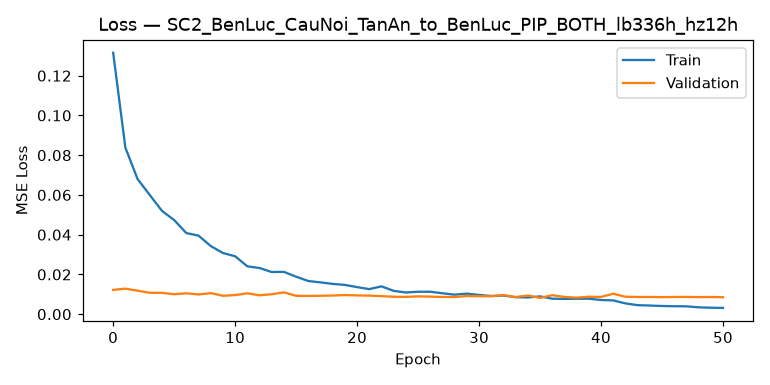 Loss — SC2_BenLuc_CauNoi_TanAn_to_BenLuc_PIP_BOTH_lb336h_hz12h
Train
Validation
MSE Loss
0.12
0.10
0.08
0.06
0.04
0.02
0.00
0 10 20 30 40 50
Epoch